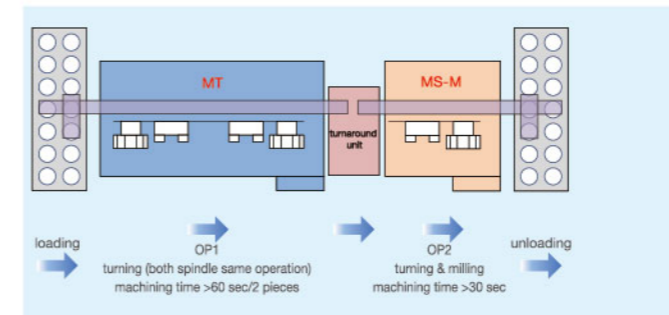 MT
MS-M
turnaround
unit
loading
OP1
turning (both spindle same operation)
machining time >60 sec/2 pieces
OP2
turning & milling
machining time >30 sec
unloading